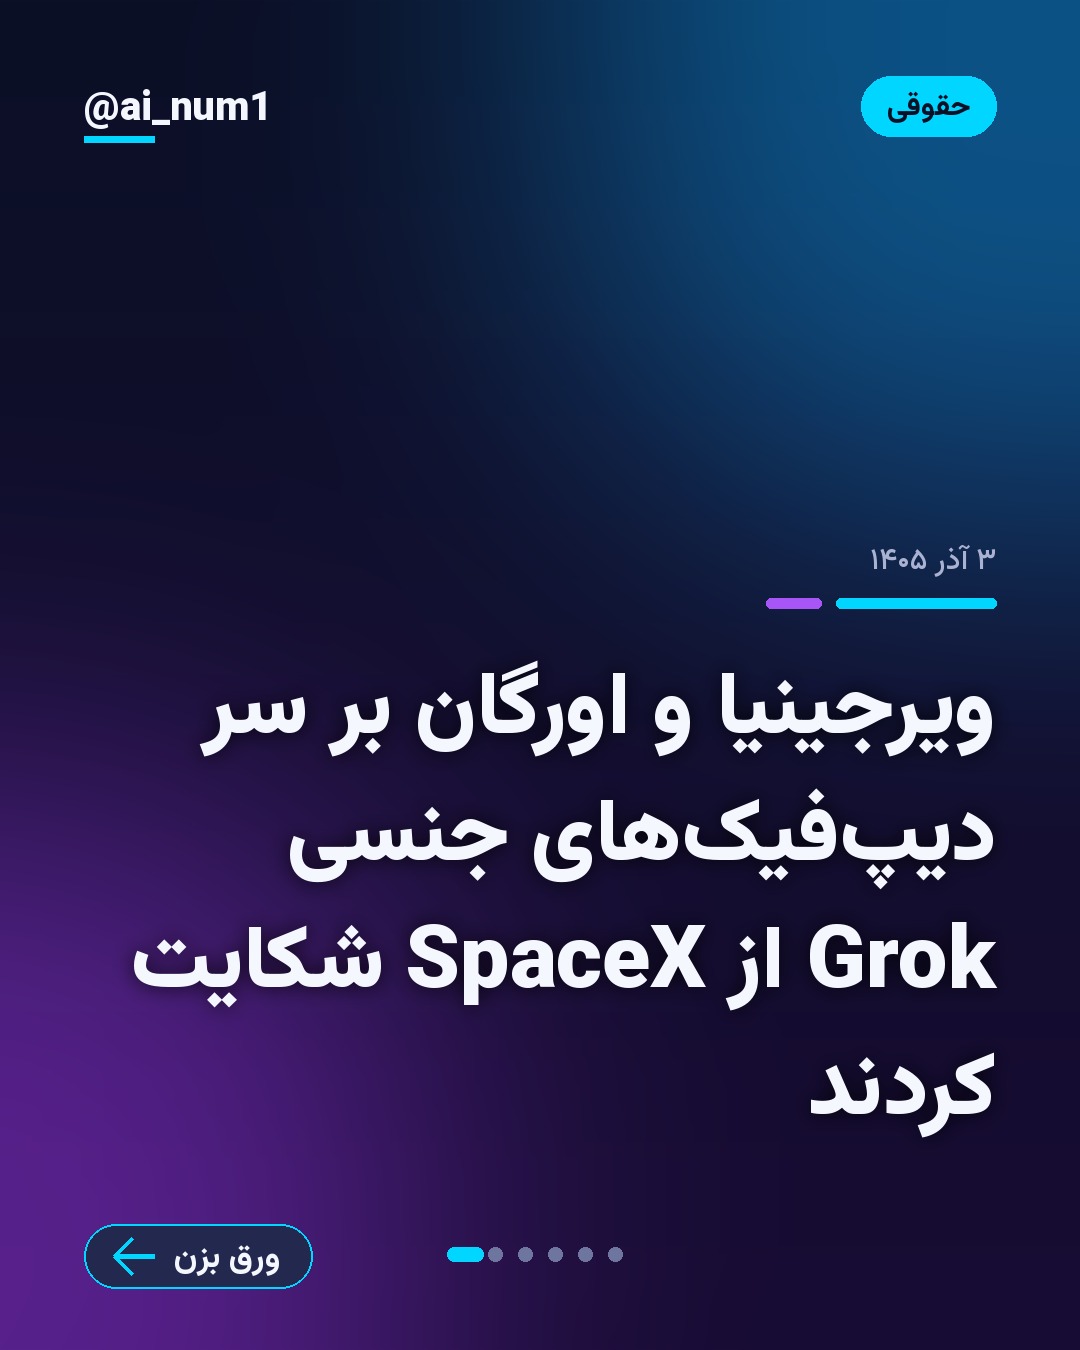 @ai_num1
حقوقی
۳ آذر ۱۴۰۵
ویرجینیا و اورگان بر سر
دیپ‌فیک‌های جنسی
Grok از SpaceX شکایت
کردند
ورق بزن